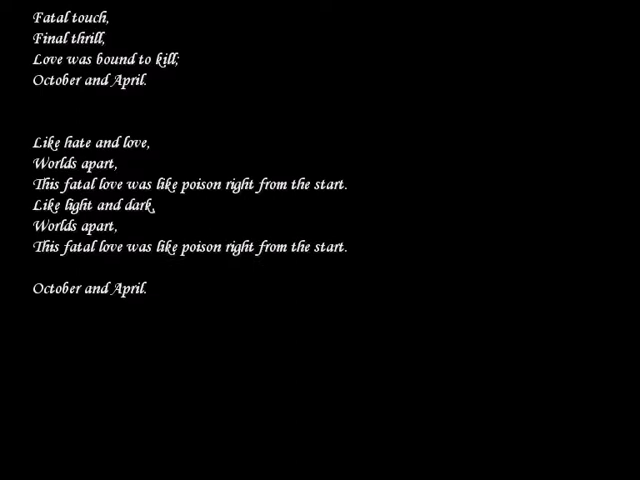 Fatal touch,
Final thrill,
Love was bound to kill;
October and April.
Like hate and love,
Worlds apart,
This fatal love was like poison right from the start.
Like light and dark,
Worlds apart,
This fatal love was like poison right from the start.
October and April.